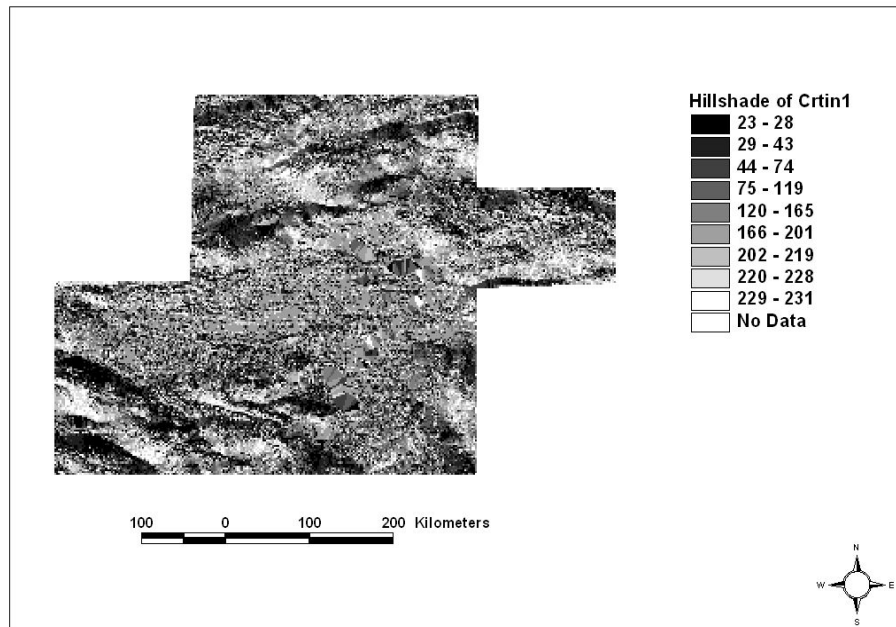 Hillshade of Crtin1
23 - 28
29 - 43
44 - 74
75 - 119
120 - 165
166 - 201
202 - 219
220 - 228
229 - 231
No Data
100 0 100 200 Kilometers
N
W E
S